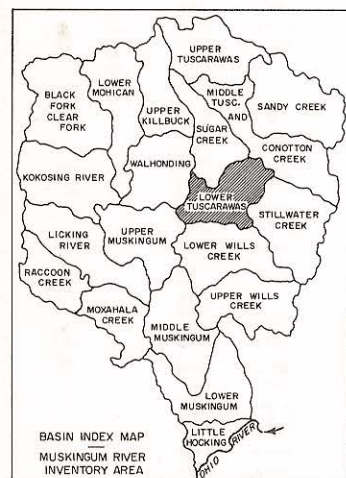 UPPER
TUSCARAWAS
LOWER
MOHICAN
BLACK
FORK
CLEAR
FORK
UPPER
KILLBUCK
MIDDLE
TUSC. AND
SANDY CREEK
SUGAR
CREEK
CONOTTON
CREEK
KOKOSING RIVER
WALHONDING
LOWER
TUSCARAWAS
STILLWATER
CREEK
LICKING
RIVER
UPPER
MUSKINGUM
LOWER WILLS
CREEK
RACCOON
CREEK
MOXAHALA
CREEK
UPPER WILLS
CREEK
MIDDLE
MUSKINGUM
LOWER
MUSKINGUM
LITTLE
HOCKING
OHIO RIVER
BASIN INDEX MAP
MUSKINGUM RIVER
INVENTORY AREA